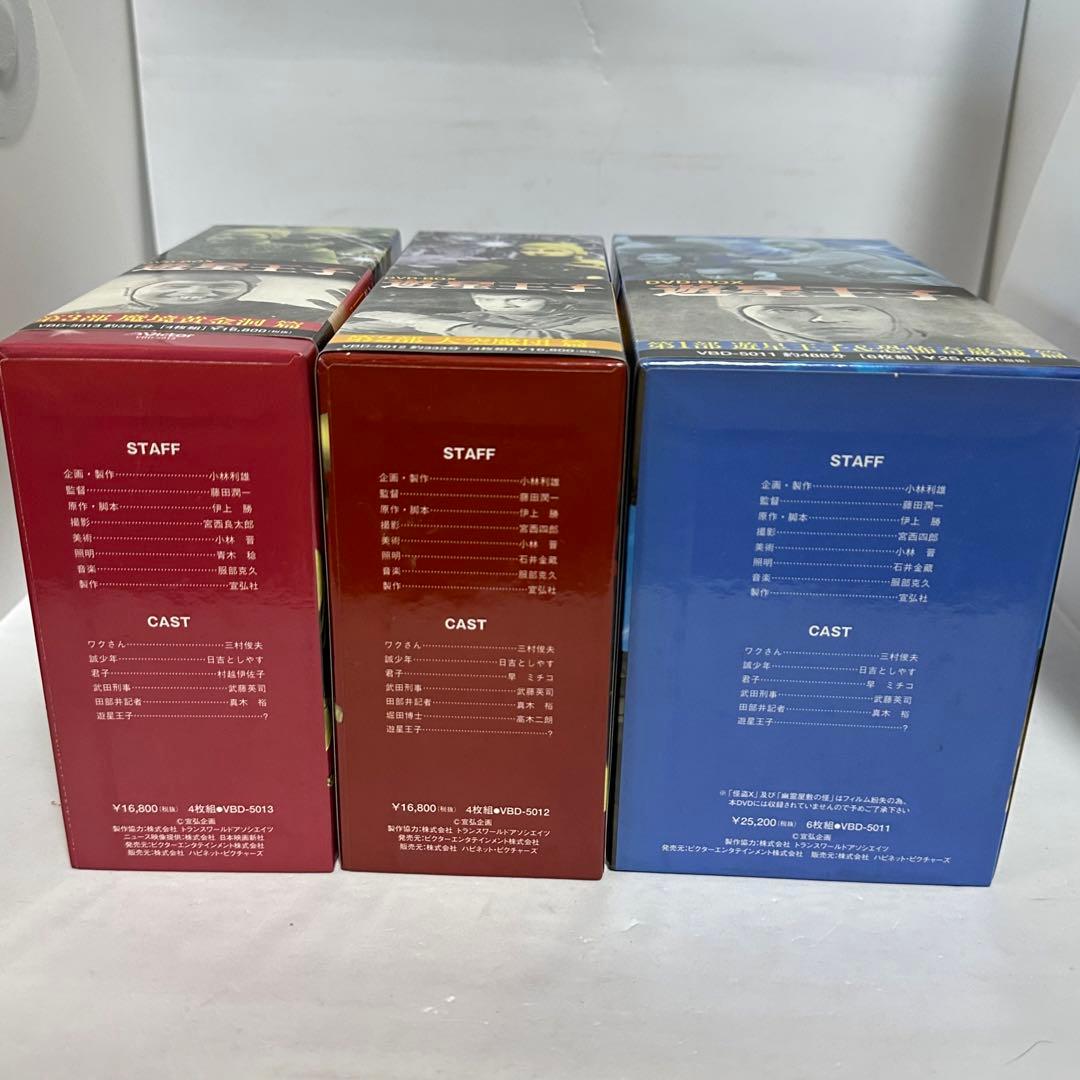 遊星王子
第3部 魔境黄金洞 篇
VBD-5013 約347分 [4枚組] ¥16,800(税抜)
Victor
STAFF
企画・製作…………小林利雄
監督…………藤田潤一
原作・脚本…………伊上　勝
撮影…………宮西良太郎
美術…………小林　晋
照明…………青木　稔
音楽…………服部克久
製作…………宣弘社
CAST
ワクさん…………三村俊夫
誠少年…………日吉としやす
君子…………村越伊佐子
武田刑事…………武藤英司
田部井記者…………真木　裕
遊星王子…………?
¥16,800(税抜) 4枚組●VBD-5013
©宣弘企画
製作協力:株式会社 トランスワールドアソシエイツ
ニュース映像提供:株式会社 日本映画新社
発売元:ビクターエンタテインメント株式会社
販売元:株式会社 ハピネット・ピクチャーズ
DVD-BOX
遊星王子
第2部 大空魔団 篇
VBD-5012 約333分 [4枚組] ¥16,800(税抜)
STAFF
企画・製作…………小林利雄
監督…………藤田潤一
原作・脚本…………伊上　勝
撮影…………宮西四郎
美術…………小林　晋
照明…………石井金蔵
音楽…………服部克久
製作…………宣弘社
CAST
ワクさん…………三村俊夫
誠少年…………日吉としやす
君子…………早　ミチコ
武田刑事…………武藤英司
田部井記者…………真木　裕
堀田博士…………高木二朗
遊星王子…………?
¥16,800(税抜) 4枚組●VBD-5012
©宣弘企画
製作協力:株式会社 トランスワールドアソシエイツ
発売元:ビクターエンタテインメント株式会社
販売元:株式会社 ハピネット・ピクチャーズ
DVD-BOX
遊星王子
第1部 遊星王子&恐怖奇巌城 篇
VBD-5011 約488分 [6枚組] ¥25,200(税抜)
STAFF
企画・製作…………小林利雄
監督…………藤田潤一
原作・脚本…………伊上　勝
撮影…………宮西四郎
美術…………小林　晋
照明…………石井金蔵
音楽…………服部克久
製作…………宣弘社
CAST
ワクさん…………三村俊夫
誠少年…………日吉としやす
君子…………早　ミチコ
武田刑事…………武藤英司
田部井記者…………真木　裕
遊星王子…………?
※「怪盗X」及び「幽霊屋敷の怪」はフィルム紛失の為、
本DVDには収録されていませんので予めご了承下さい
¥25,200(税抜) 6枚組●VBD-5011
©宣弘企画
製作協力:株式会社 トランスワールドアソシエイツ
発売元:ビクターエンタテインメント株式会社 販売元:株式会社 ハピネット・ピクチャーズ